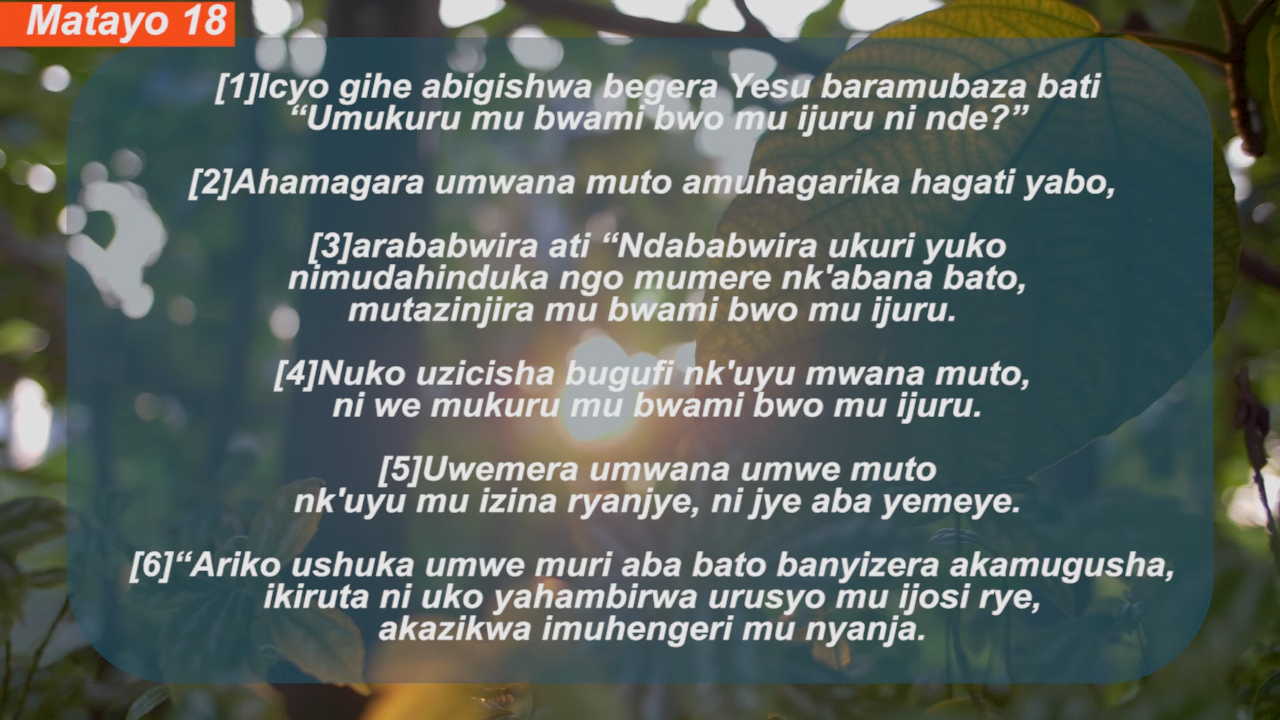 Matayo 18
[1]Icyo gihe abigishwa begera Yesu baramubaza bati
“Umukuru mu bwami bwo mu ijuru ni nde?”
[2]Ahamagara umwana muto amuhagarika hagati yabo,
[3]arababwira ati “Ndababwira ukuri yuko
nimudahinduka ngo mumere nk'abana bato,
mutazinjira mu bwami bwo mu ijuru.
[4]Nuko uzicisha bugufi nk'uyu mwana muto,
ni we mukuru mu bwami bwo mu ijuru.
[5]Uwemera umwana umwe muto
nk'uyu mu izina ryanjye, ni jye aba yemeye.
[6]“Ariko ushuka umwe muri aba bato banyizera akamugusha,
ikiruta ni uko yahambirwa urusyo mu ijosi rye,
akazikwa imuhengeri mu nyanja.